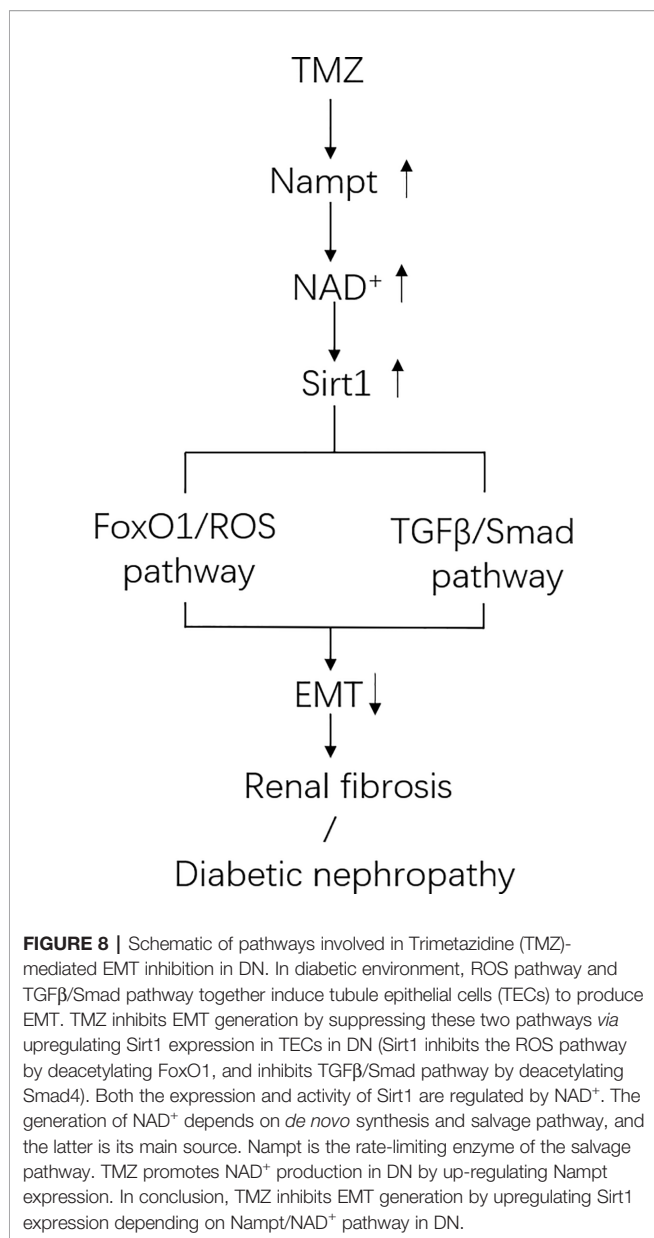 TMZ
Nampt ↑
NAD⁺ ↑
Sirt1 ↑
FoxO1/ROS
pathway
TGFβ/Smad
pathway
EMT↓
Renal fibrosis
/
Diabetic nephropathy
FIGURE 8 | Schematic of pathways involved in Trimetazidine (TMZ)-
mediated EMT inhibition in DN. In diabetic environment, ROS pathway and
TGFβ/Smad pathway together induce tubule epithelial cells (TECs) to produce
EMT. TMZ inhibits EMT generation by suppressing these two pathways via
upregulating Sirt1 expression in TECs in DN (Sirt1 inhibits the ROS pathway
by deacetylating FoxO1, and inhibits TGFβ/Smad pathway by deacetylating
Smad4). Both the expression and activity of Sirt1 are regulated by NAD⁺. The
generation of NAD⁺ depends on de novo synthesis and salvage pathway, and
the latter is its main source. Nampt is the rate-limiting enzyme of the salvage
pathway. TMZ promotes NAD⁺ production in DN by up-regulating Nampt
expression. In conclusion, TMZ inhibits EMT generation by upregulating Sirt1
expression depending on Nampt/NAD⁺ pathway in DN.